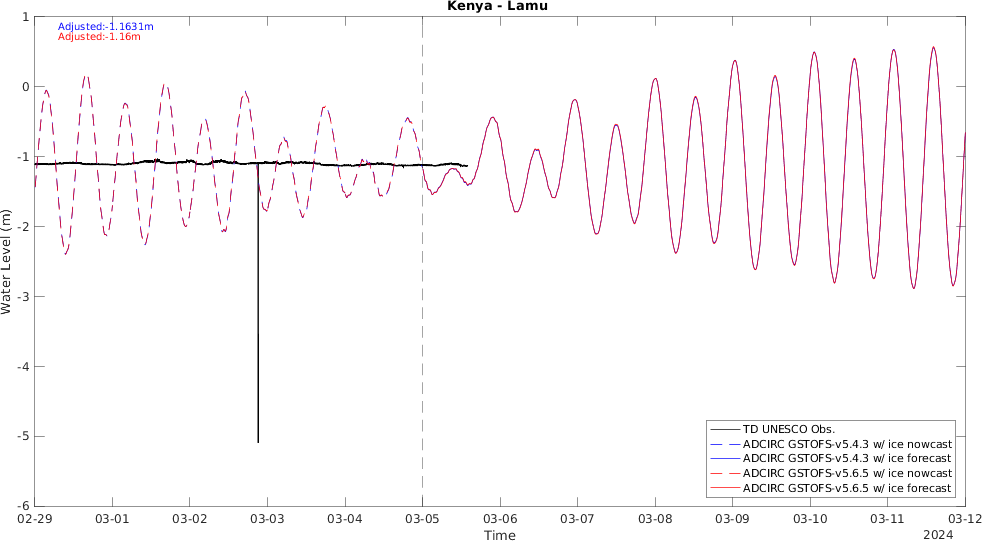 Kenya - Lamu
Adjusted:-1.1631m
Adjusted:-1.16m
1
0
-1
-2
-3
-4
-5
-6
Water Level (m)
TD UNESCO Obs.
ADCIRC GSTOFS-v5.4.3 w/ ice nowcast
ADCIRC GSTOFS-v5.4.3 w/ ice forecast
ADCIRC GSTOFS-v5.6.5 w/ ice nowcast
ADCIRC GSTOFS-v5.6.5 w/ ice forecast
02-29 03-01 03-02 03-03 03-04 03-05 03-06 03-07 03-08 03-09 03-10 03-11 03-12
Time
2024